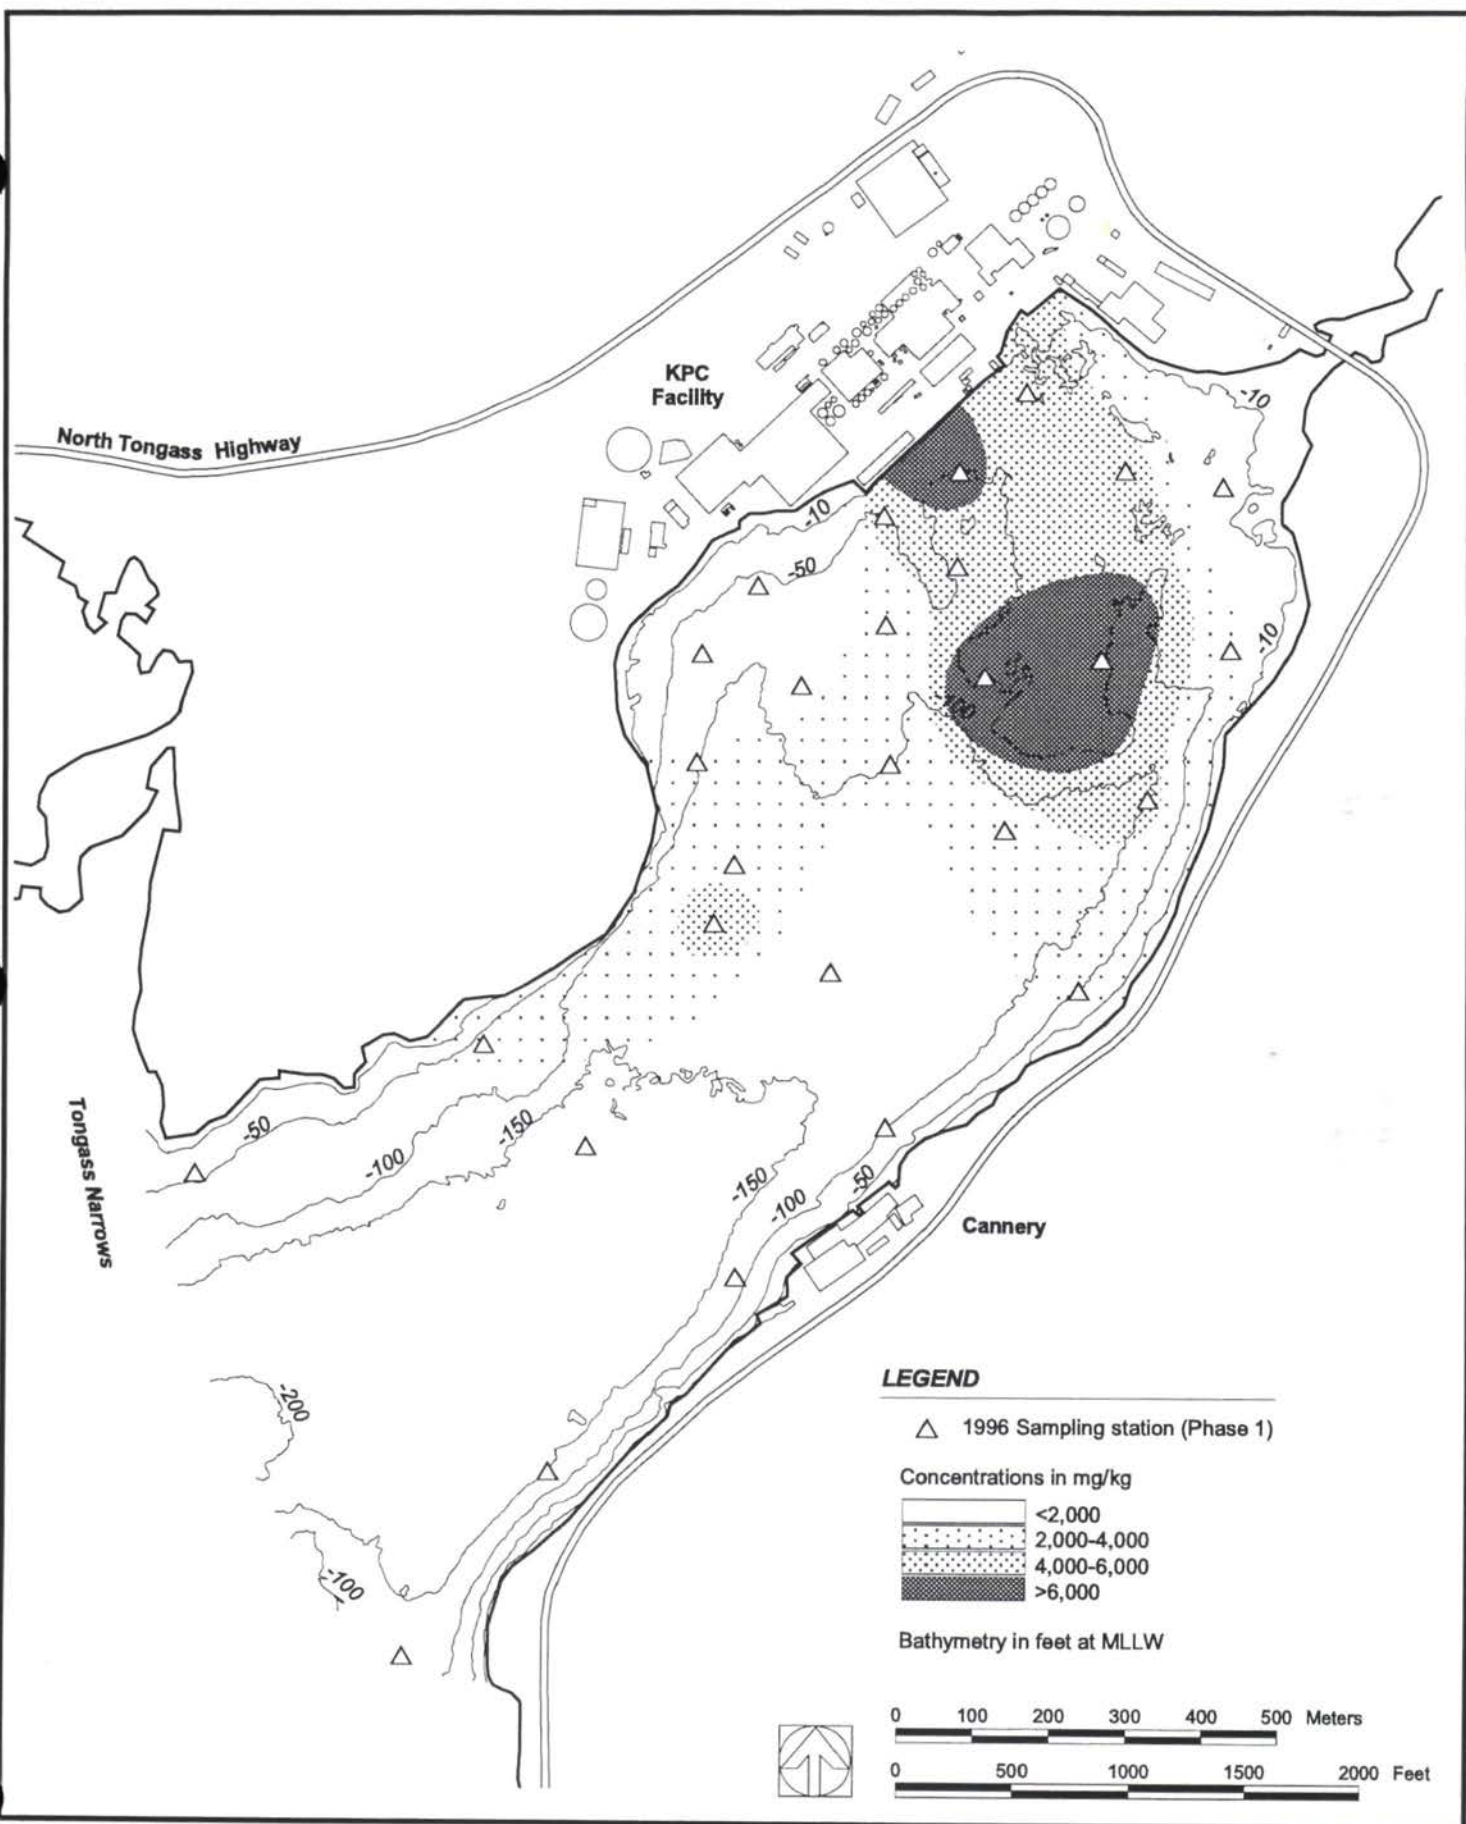 KPC
Facility
North Tongass Highway
-10
-10
-50
-10
-100
-50
-100
-150
-150
-100
-50
Tongass Narrows
Cannery
-200
-100
LEGEND
1996 Sampling station (Phase 1)
Concentrations in mg/kg
<2,000
2,000-4,000
4,000-6,000
>6,000
Bathymetry in feet at MLLW
0 100 200 300 400 500 Meters
0 500 1000 1500 2000 Feet